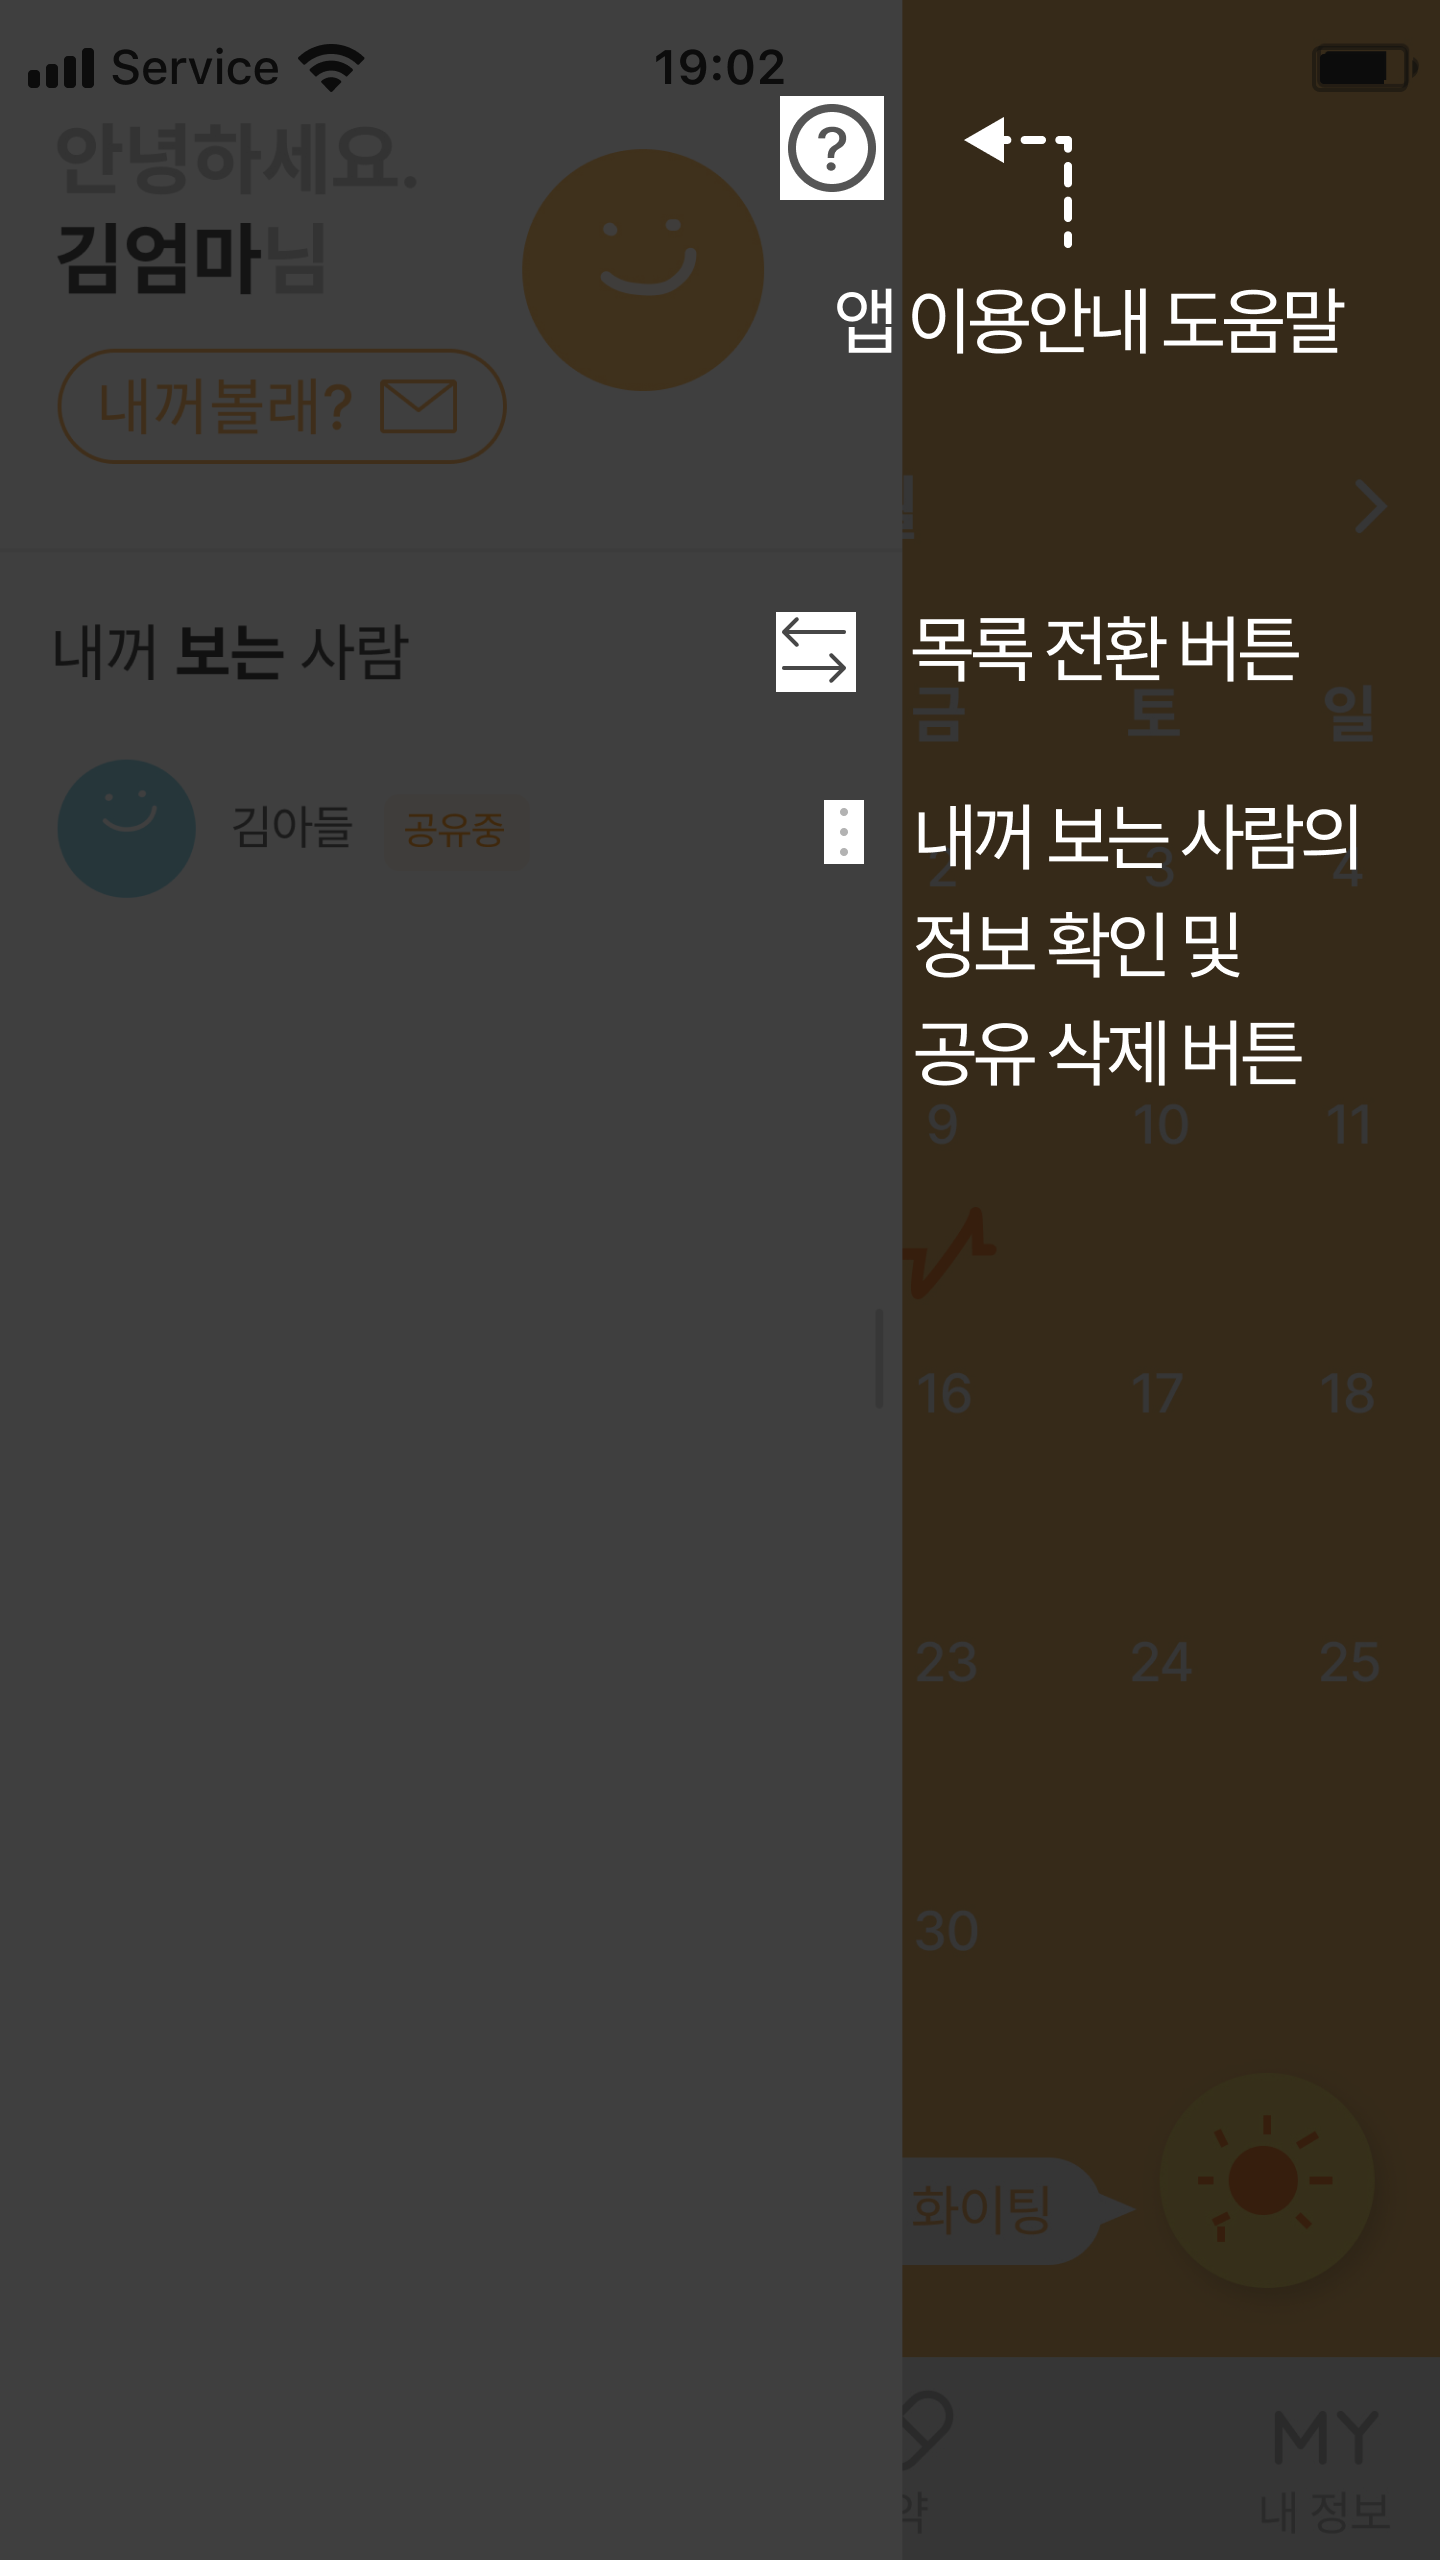 Service 19:02
안녕하세요.
김엄마님
?
앱 이용안내 도움말
내꺼볼래?
내꺼 보는 사람
목록 전환 버튼
금 토 일
김아들 공유중
내꺼 보는 사람의
2 3 4
정보 확인 및
공유 삭제 버튼
9 10 11
16 17 18
23 24 25
30
화이팅
MY
약 내 정보